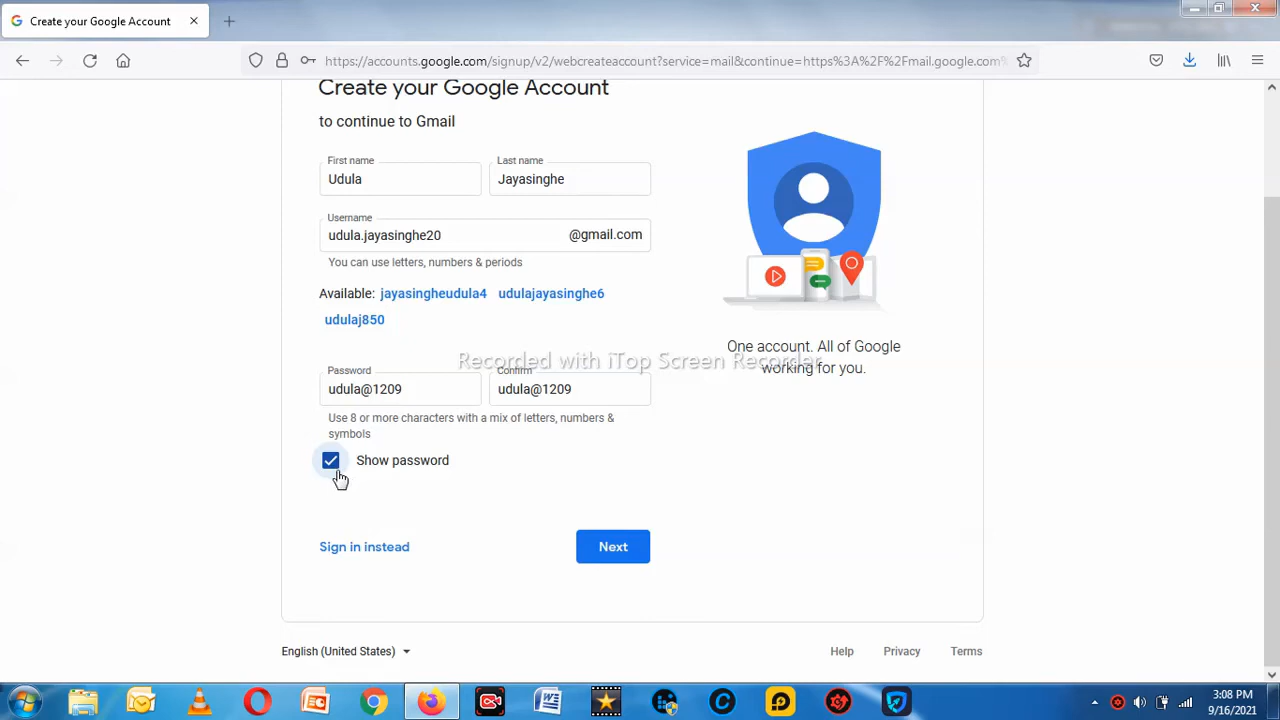 Create your Google Account
https://accounts.google.com/signup/v2/webcreateaccount?service=mail&continue=https%3A%2F%2Fmail.google.com
Create your Google Account
to continue to Gmail
First name
Last name
Udula
Jayasinghe
Username
udula.jayasinghe20
@gmail.com
You can use letters, numbers & periods
Available: jayasingheudula4 udulajayasinghe6
udulaj850
One account. All of Google
working for you.
Recorded with iTop Screen Recorder
Password
Confirm
udula@1209
udula@1209
Use 8 or more characters with a mix of letters, numbers &
symbols
Show password
Sign in instead
Next
English (United States)
Help
Privacy
Terms
3:08 PM
9/16/2021